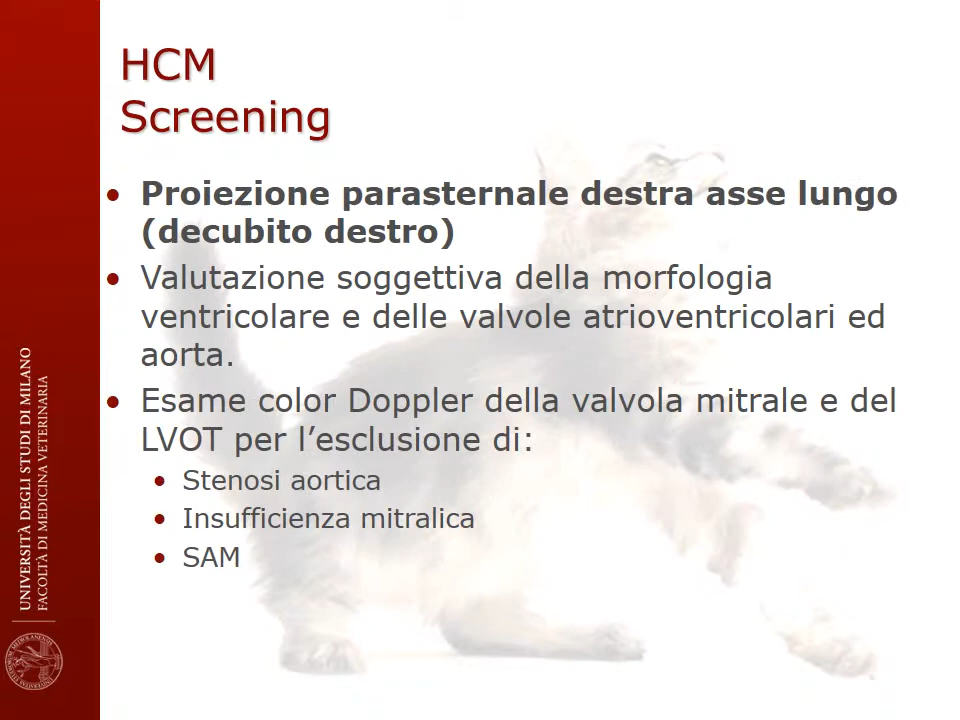 HCM
Screening
• Proiezione parasternale destra asse lungo
(decubito destro)
• Valutazione soggettiva della morfologia
ventricolare e delle valvole atrioventricolari ed
aorta.
• Esame color Doppler della valvola mitrale e del
LVOT per l’esclusione di:
• Stenosi aortica
• Insufficienza mitralica
• SAM
UNIVERSITÀ DEGLI STUDI DI MILANO
FACOLTÀ DI MEDICINA VETERINARIA